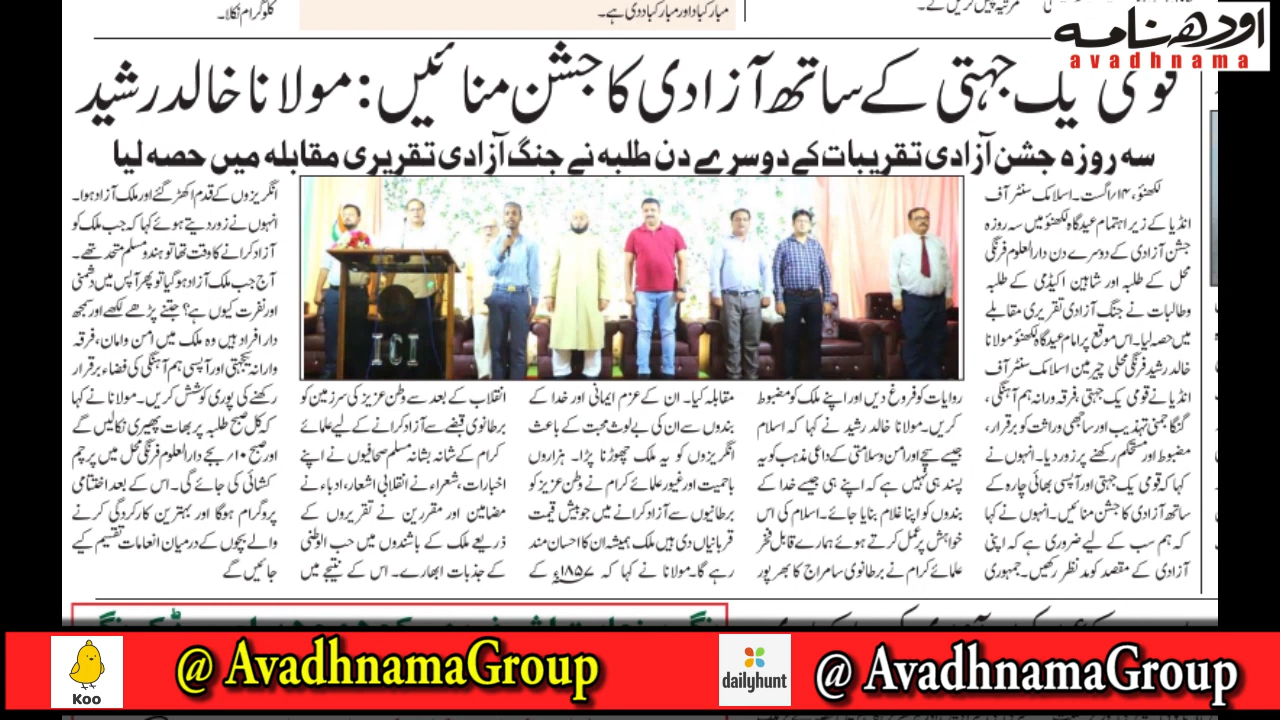 مبارکباد اور مبارکباد دی ہے۔
کلوگرام نکالا۔
اودھ نامہ
avadhnama
قومی یک جہتی کے ساتھ آزادی کا جشن منائیں: مولانا خالد رشید
سہ روزہ جشن آزادی تقریبات کے دوسرے دن طلبہ نے جنگ آزادی تقریری مقابلہ میں حصہ لیا
لکھنؤ، ۱۴/اگست۔ اسلامک سنٹر آف
انڈیا کے زیر اہتمام عیدگاہ لکھنؤ میں سہ روزہ
جشن آزادی کے دوسرے دن دارالعلوم فرنگی
محل کے طلبہ اور شاہین اکیڈمی کے طلبہ
وطالبات نے جنگ آزادی تقریری مقابلے
میں حصہ لیا۔ اس موقع پر امام عیدگاہ لکھنؤ مولانا
خالد رشید فرنگی محلی چیرمین اسلامک سنٹر آف
انڈیا نے قومی یک جہتی، فرقہ ورانہ ہم آہنگی،
گنگا جمنی تہذیب اور ساجھی وراثت کو برقرار،
مضبوط اور مستحکم رکھنے پر زور دیا۔ انہوں نے
کہا کہ قومی یک جہتی اور آپسی بھائی چارہ کے
ساتھ آزادی کا جشن منائیں۔ انہوں نے کہا
کہ ہم سب کے لیے ضروری ہے کہ اپنی
آزادی کے مقصد کو مد نظر رکھیں۔ جمہوری
روایات کو فروغ دیں اور اپنے ملک کو مضبوط
کریں۔ مولانا خالد رشید نے کہا کہ اسلام
جیسے سچے اور امن وسلامتی کے داعی مذہب کو یہ
پسند ہی نہیں ہے کہ اپنے ہی جیسے خدا کے
بندوں کو اپنا غلام بنایا جائے۔ اسلام کی اس
خواہش پر عمل کرتے ہوئے ہمارے قابل فخر
علمائے کرام نے برطانوی سامراج کا بھرپور
مقابلہ کیا۔ ان کے عزم ایمانی اور خدا کے
بندوں سے ان کی بے لوث محبت کے باعث
انگریزوں کو یہ ملک چھوڑنا پڑا۔ ہزاروں
باحمیت اور غیور علمائے کرام نے وطن عزیز کو
برطانیوں سے آزاد کرانے میں جو بیش قیمت
قربانیاں دی ہیں ملک ہمیشہ ان کا احسان مند
رہے گا۔ مولانا نے کہا کہ ۱۸۵۷ء کے
انقلاب کے بعد سے وطن عزیز کی سرزمین کو
برطانوی قبضے سے آزاد کرانے کے لیے علمائے
کرام کے شانہ بشانہ مسلم صحافیوں نے اپنے
اخبارات، شعراء نے انقلابی اشعار، ادباء نے
مضامین اور مقررین نے تقریروں کے
ذریعے ملک کے باشندوں میں حب الوطنی
کے جذبات ابھارے۔ اس کے نتیجے میں
انگریزوں کے قدم اکھڑ گئے اور ملک آزاد ہوا۔
انہوں نے زور دیتے ہوئے کہا کہ جب ملک کو
آزاد کرانے کا وقت تھا تو ہندو مسلم متحد تھے۔
آج جب ملک آزاد ہو گیا تو پھر آپس میں دشمنی
اور نفرت کیوں ہے؟ جتنے پڑھے لکھے اور سمجھ
دار افراد ہیں وہ ملک میں امن وامان، فرقہ
وارانہ یکجہتی اور آپسی ہم آہنگی کی فضاء برقرار
رکھنے کی پوری کوشش کریں۔ مولانا نے کہا
کہ کل صبح طلبہ پر بھات پھیری نکالیں گے
اور صبح ۱۰/بجے دارالعلوم فرنگی محل میں پرچم
کشائی کی جائے گی۔ اس کے بعد اختتامی
پروگرام ہوگا اور بہترین کارکردگی کرنے
والے بچوں کے درمیان انعامات تقسیم کیے
جائیں گے
ICI
Koo
@ AvadhnamaGroup
dailyhunt
@ AvadhnamaGroup